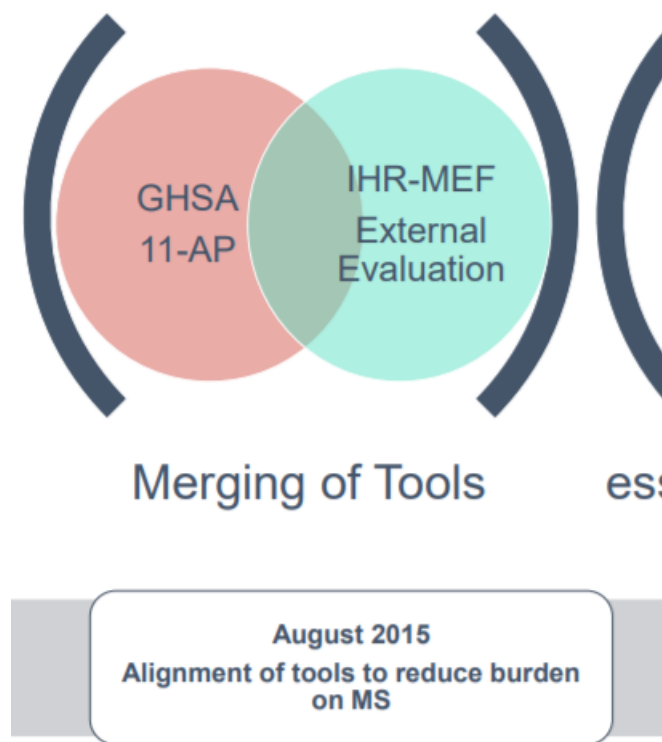 GHSA
11-AP
IHR-MEF
External
Evaluation
Merging of Tools
August 2015
Alignment of tools to reduce burden
on MS